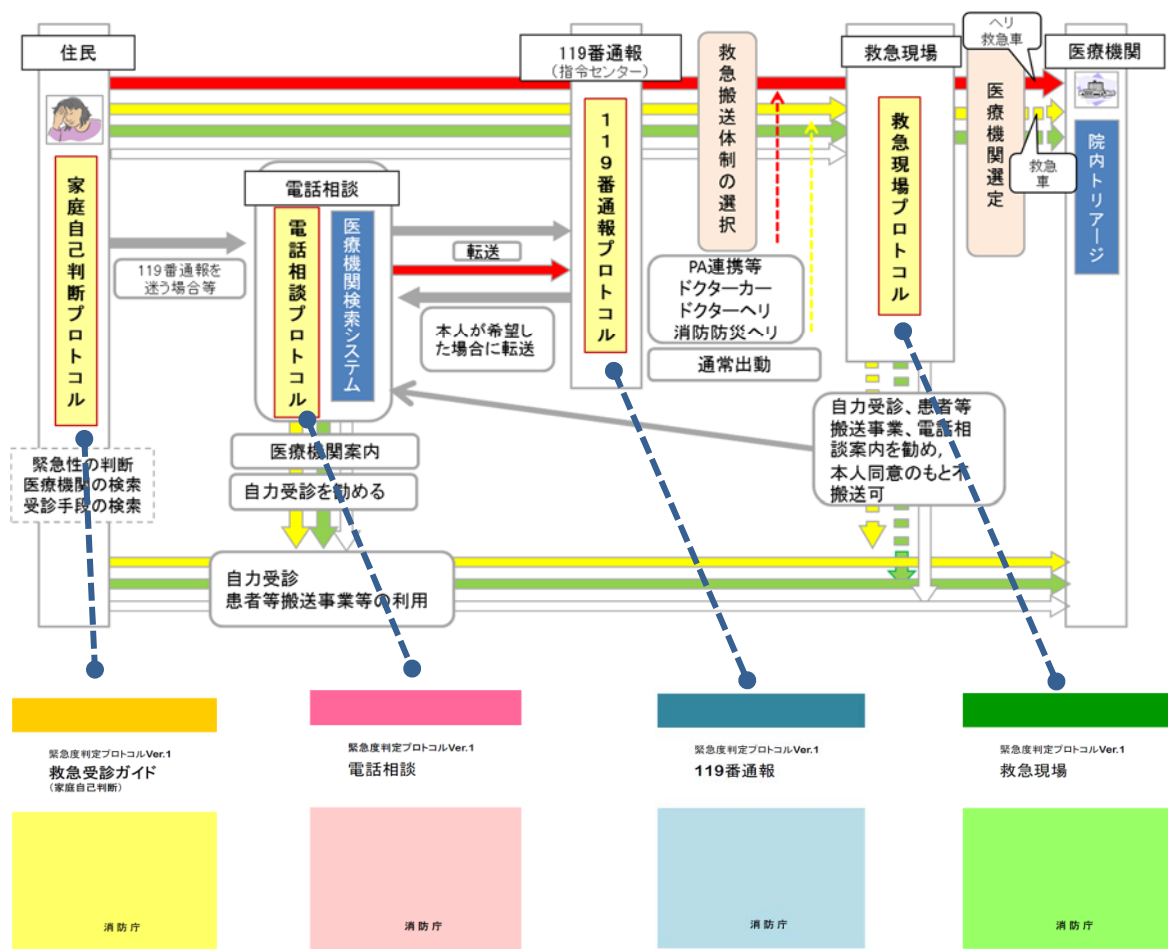 住民
119番通報
（指令センター）
救急搬送体制の選択
救急現場
ヘリ
救急車
医療機関
家庭自己判断プロトコル
電話相談
電話相談プロトコル
医療機関検索システム
119番通報プロトコル
救急現場プロトコル
医療機関選定
救急
車
院内トリアージ
119番通報を
迷う場合等
転送
本人が希望し
た場合に転送
PA連携等
ドクターカー
ドクターヘリ
消防防災ヘリ
通常出動
自力受診、患者等
搬送事業、電話相
談案内を勧め,
本人同意のもと不
搬送可
緊急性の判断
医療機関の検索
受診手段の検索
医療機関案内
自力受診を勧める
自力受診
患者等搬送事業等の利用
緊急度判定プロトコルVer.1
救急受診ガイド
（家庭自己判断）
消防庁
緊急度判定プロトコルVer.1
電話相談
消防庁
緊急度判定プロトコルVer.1
119番通報
消防庁
緊急度判定プロトコルVer.1
救急現場
消防庁